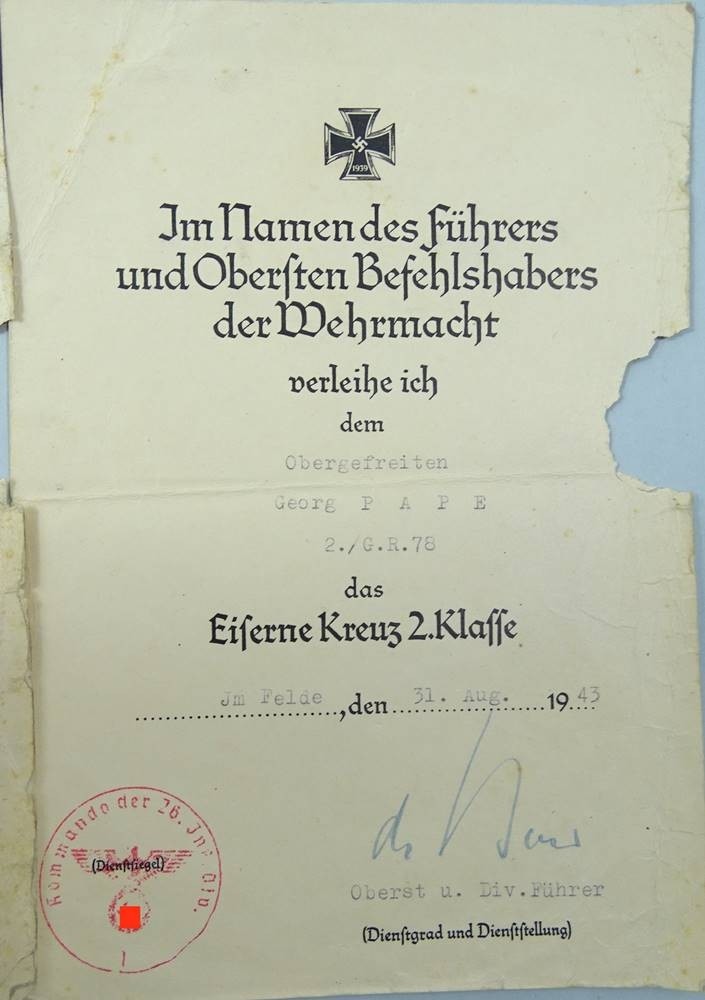 1939
Im Namen des Führers
und Obersten Befehlshabers
der Wehrmacht
verleihe ich
dem
Obergefreiten
Georg P A P E
2./G.R.78
das
Eiserne Kreuz 2.Klasse
Jm Felde, den 31. Aug. 1943
Kommando der 26. Inf. Div.
(Dienstsiegel)
Oberst u. Div.Führer
(Dienstgrad und Dienststellung)